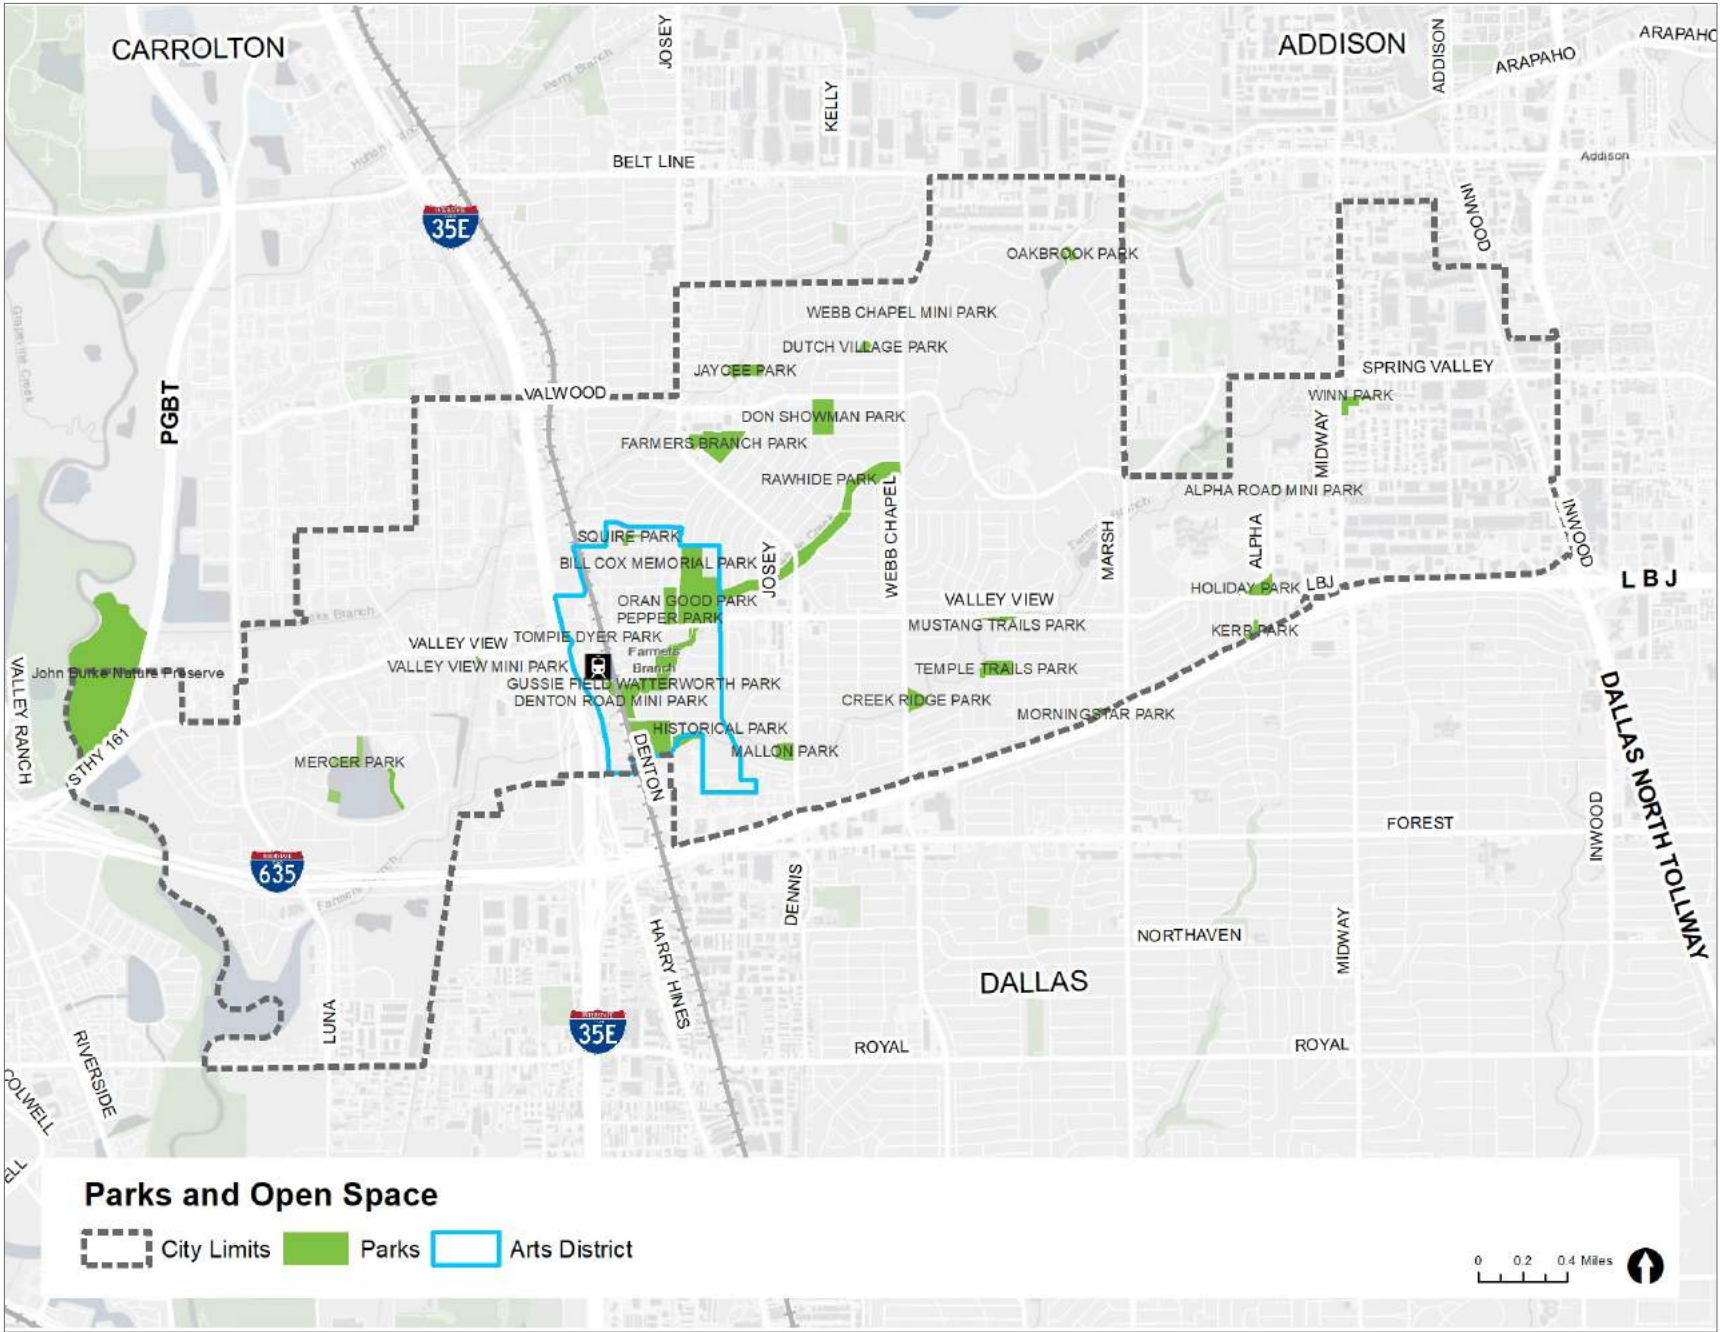 CARROLTON
JOSEY
ADDISON
ADDISON
ARAPAHO
ARAPAHO
KELLY
BELT LINE
Addison
INWOOD
35E
OAKBROOK PARK
WEBB CHAPEL MINI PARK
DUTCH VILLAGE PARK
JAYCEE PARK
SPRING VALLEY
VALWOOD
WINN PARK
PGBT
DON SHOWMAN PARK
FARMERS BRANCH PARK
MIDWAY
RAWHIDE PARK
ALPHA ROAD MINI PARK
WEBB CHAPEL
MARSH
ALPHA
INWOOD
SQUIRE PARK
BILL COX MEMORIAL PARK
JOSEY
HOLIDAY PARK
LBJ
LBJ
ORAN GOOD PARK
VALLEY VIEW
PEPPER PARK
MUSTANG TRAILS PARK
KERR PARK
VALLEY VIEW
TOMPIE DYER PARK
Farmers
Branch
VALLEY VIEW MINI PARK
TEMPLE TRAILS PARK
John Burke Nature Preserve
GUSSIE FIELD WATTERWORTH PARK
DENTON ROAD MINI PARK
CREEK RIDGE PARK
MORNINGSTAR PARK
VALLEY RANCH
STHY 161
HISTORICAL PARK
MALLON PARK
MERCER PARK
DENTON
DALLAS NORTH TOLLWAY
FOREST
INWOOD
635
DENNIS
HARRY HINES
NORTHAVEN
MIDWAY
DALLAS
LUNA
35E
ROYAL
ROYAL
RIVERSIDE
COLWELL
Grapevine Creek
Perry Branch
Parks and Open Space
City Limits
Parks
Arts District
0 0.2 0.4 Miles